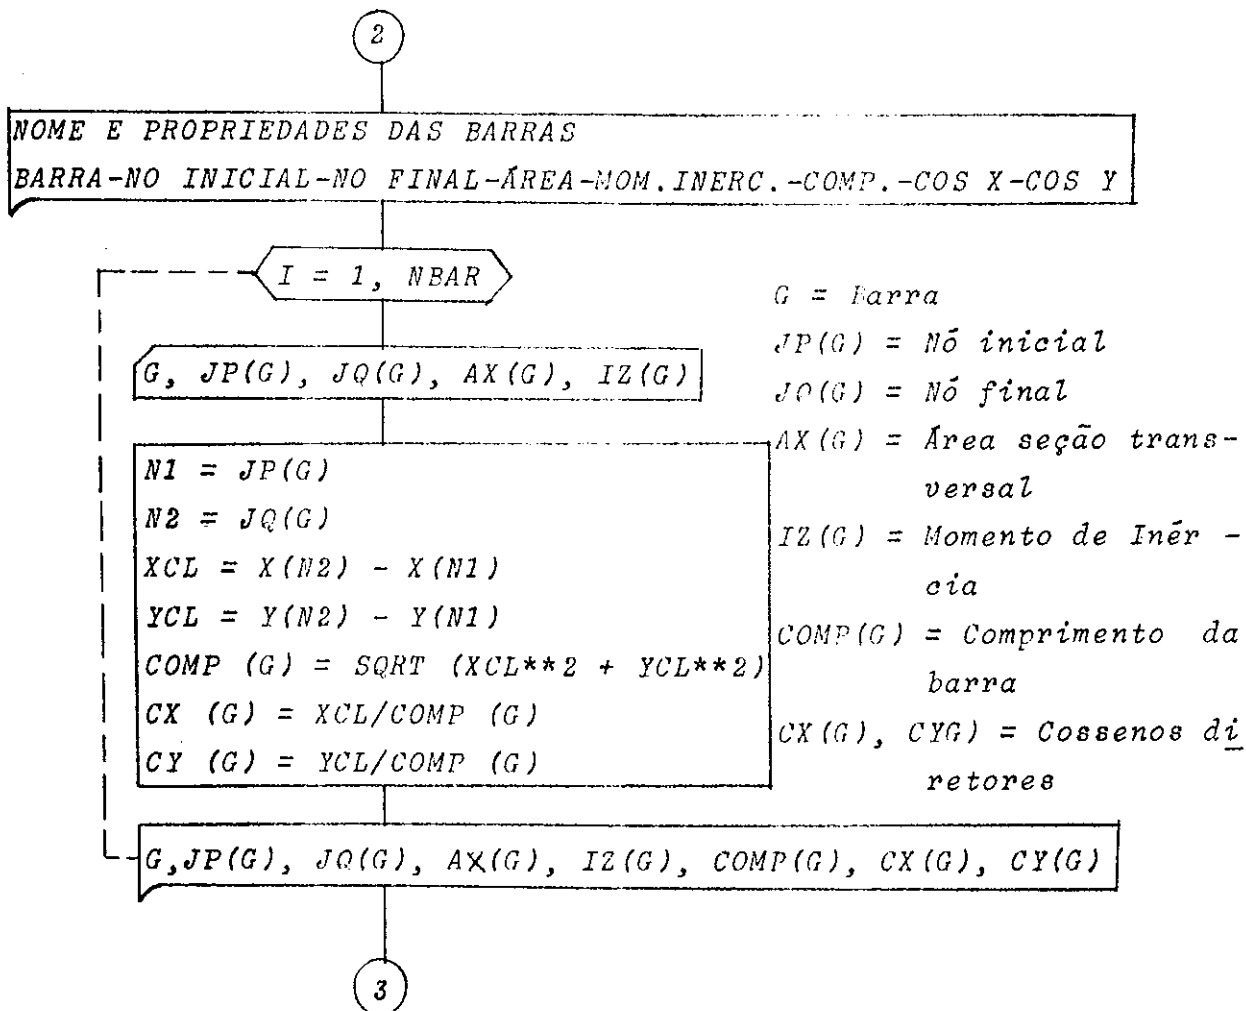 2
NOME E PROPRIEDADES DAS BARRAS
BARRA-NO INICIAL-NO FINAL-ÁREA-MOM.INERC.-COMP.-COS X-COS Y
I = 1, NBAR
G, JP(G), JQ(G), AX(G), IZ(G)
N1 = JP(G)
N2 = JQ(G)
XCL = X(N2) - X(N1)
YCL = Y(N2) - Y(N1)
COMP (G) = SQRT (XCL**2 + YCL**2)
CX (G) = XCL/COMP (G)
CY (G) = YCL/COMP (G)
G = Barra
JP(G) = Nó inicial
JQ(G) = Nó final
AX(G) = Área seção trans-
versal
IZ(G) = Momento de Inér -
cia
COMP(G) = Comprimento da
barra
CX(G), CYG) = Cossenos di
retores
G,JP(G), JQ(G), AX(G), IZ(G), COMP(G), CX(G), CY(G)
3